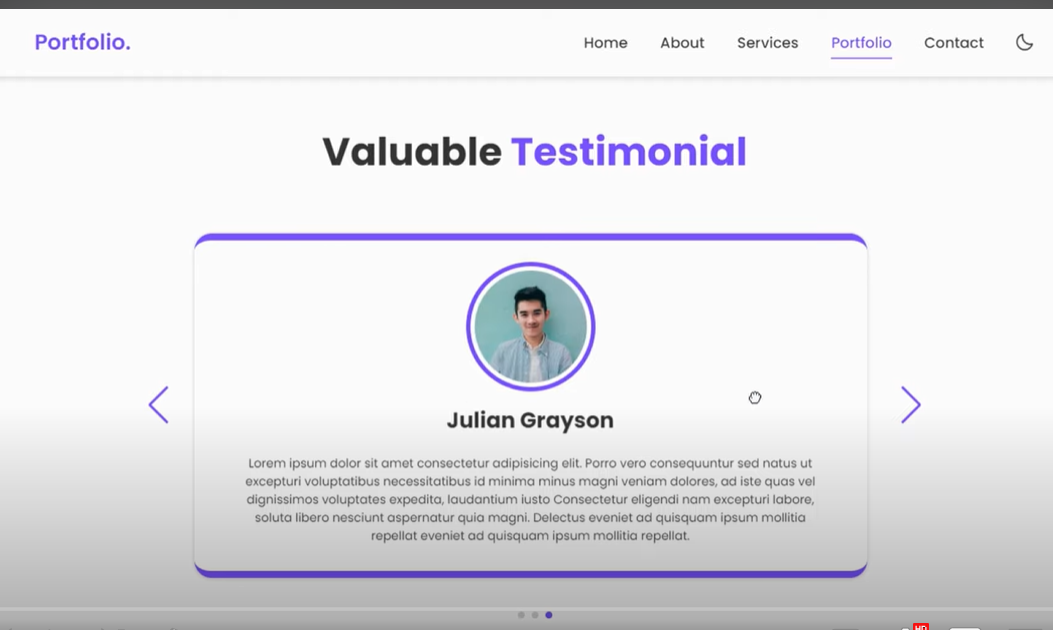 Portfolio.
Home About Services Portfolio Contact
Valuable Testimonial
Julian Grayson
Lorem ipsum dolor sit amet consectetur adipisicing elit. Porro vero consequuntur sed natus ut
excepturi voluptatibus necessitatibus id minima minus magni veniam dolores, ad iste quas vel
dignissimos voluptates expedita, laudantium iusto Consectetur eligendi nam excepturi labore,
soluta libero nesciunt aspernatur quia magni. Delectus eveniet ad quisquam ipsum mollitia
repellat eveniet ad quisquam ipsum mollitia repellat.
HD